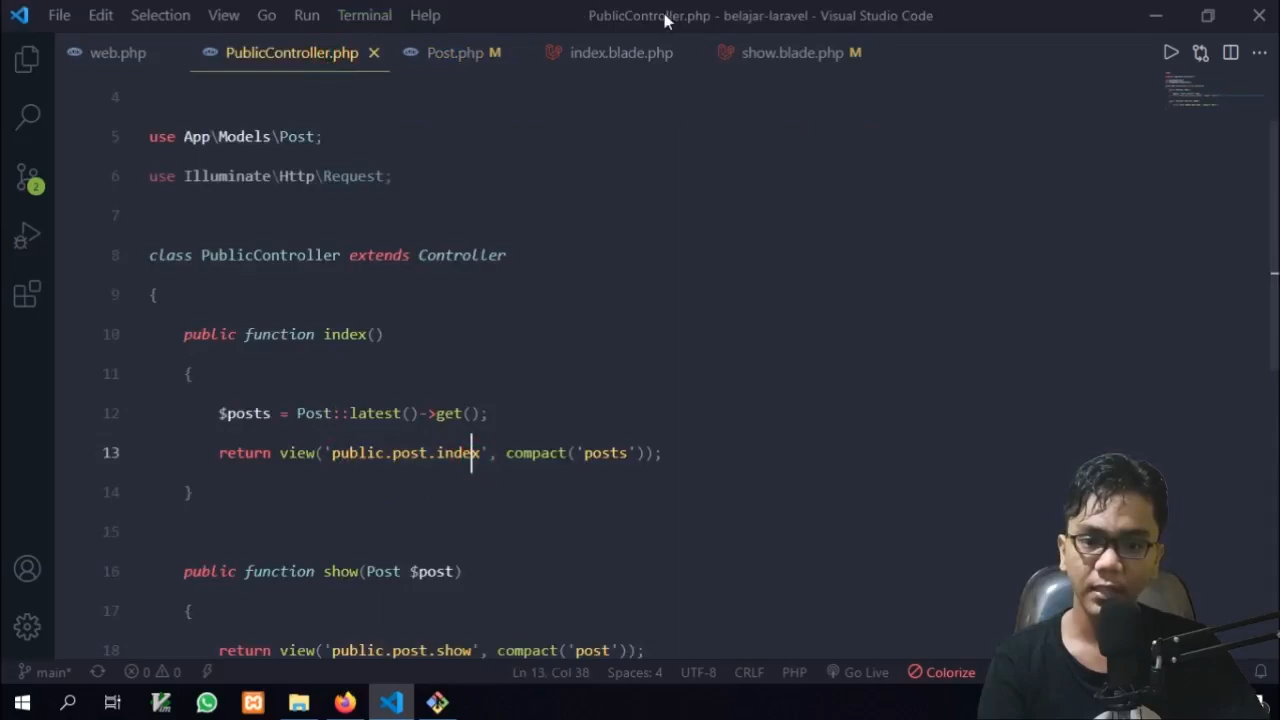 File Edit Selection View Go Run Terminal Help PublicController.php - belajar-laravel - Visual Studio Code
web.php PublicController.php Post.php M index.blade.php show.blade.php M
4
5 use App\Models\Post;
6 use Illuminate\Http\Request;
7
8 class PublicController extends Controller
9 {
10 public function index()
11 {
12 $posts = Post::latest()->get();
13 return view('public.post.index', compact('posts'));
14 }
15
16 public function show(Post $post)
17 {
18 return view('public.post.show', compact('post'));
2
main* 0 0 Ln 13, Col 38 Spaces: 4 UTF-8 CRLF PHP Go Live Colorize